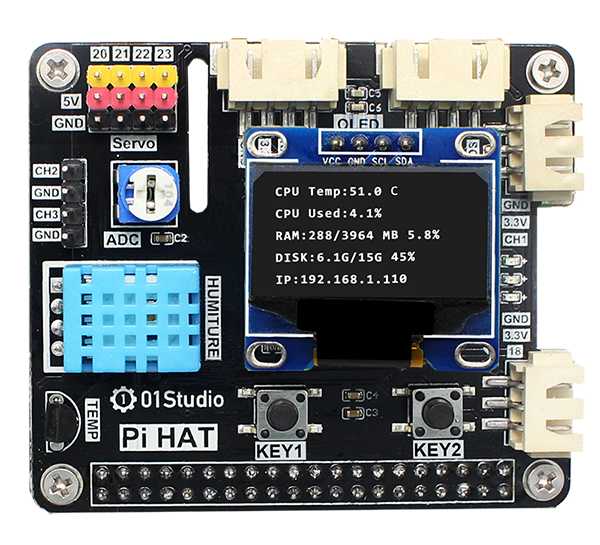 20 21 22 23
5V
GND
Servo
C5
C6
OLED
VCC GND SCL SDA
CH2
GND
CH3
GND
104
ADC
C2
CPU Temp:51.0 C
CPU Used:4.1%
RAM:288/3964 MB 5.8%
DISK:6.1G/15G 45%
IP:192.168.1.110
GND
3.3V
CH1
GND
3.3V
18
HUMITURE
TEMP
01Studio
Pi HAT
C4
C3
KEY1
KEY2